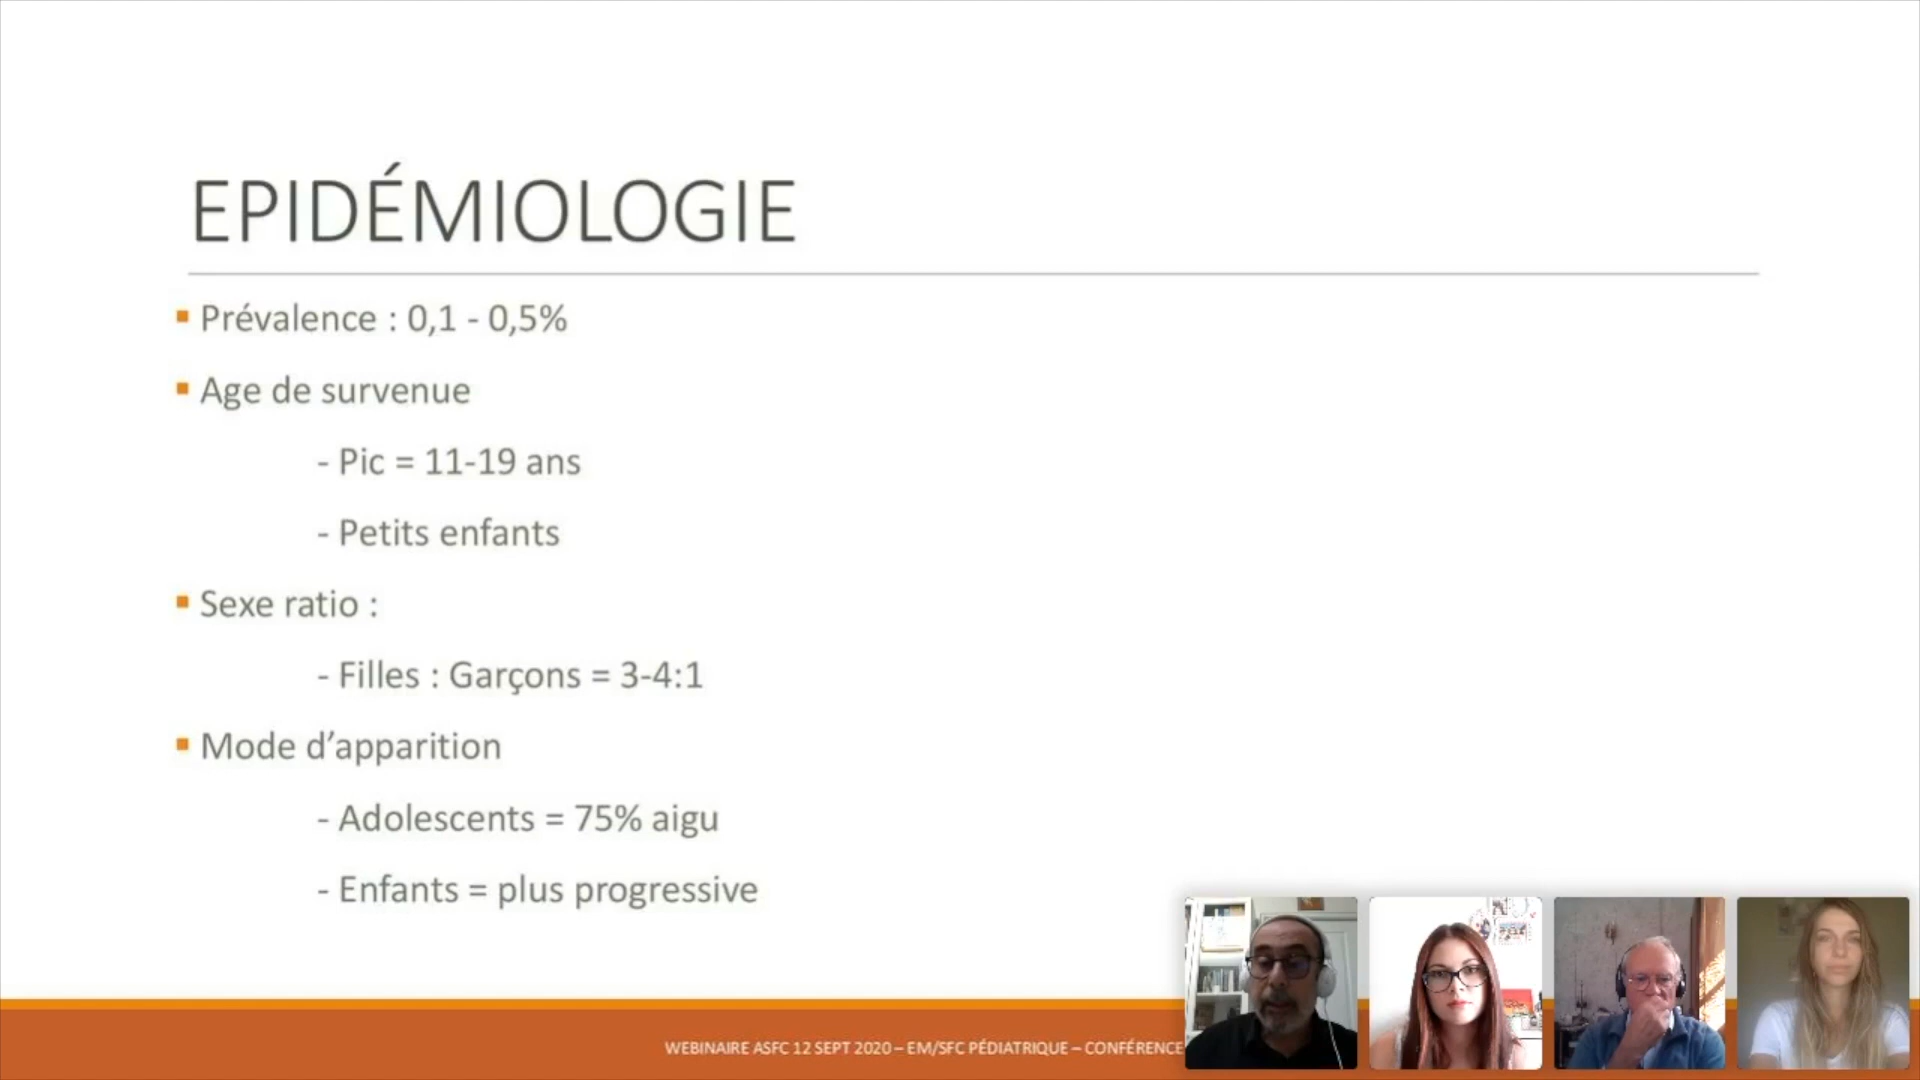 EPIDÉMIOLOGIE
▪ Prévalence : 0,1 - 0,5%
▪ Age de survenue
- Pic = 11-19 ans
- Petits enfants
▪ Sexe ratio :
- Filles : Garçons = 3-4:1
▪ Mode d’apparition
- Adolescents = 75% aigu
- Enfants = plus progressive
WEBINAIRE ASFC 12 SEPT 2020 – EM/SFC PÉDIATRIQUE – CONFÉRENCE